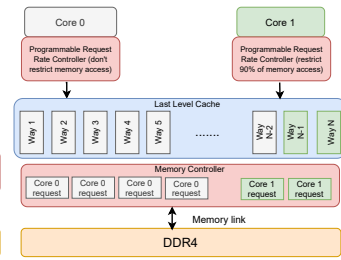 Core 0
Core 1
Programmable Request
Rate Controller (don't
restrict memory access)
Programmable Request
Rate Controller (restrict
90% of memory access)
Last Level Cache
Way 1
Way 2
Way 3
Way 4
Way 5
.......
Way
N-2
Way
N-1
Way N
Memory Controller
Core 0
request
Core 0
request
Core 0
request
Core 0
request
Core 1
request
Core 1
request
Memory link
DDR4